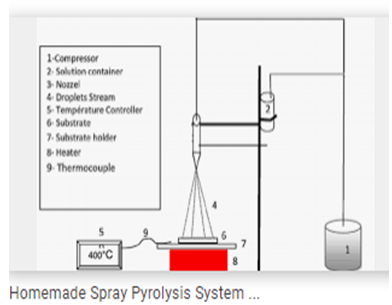 1-Compressor
2- Solution container
3- Nozzel
4- Droplets Stream
5- Température Controller
6- Substrate
7- Substrate holder
8- Heater
9- Thermocouple
2
4
5
9
6
7
400°C
8
1
Homemade Spray Pyrolysis System ...